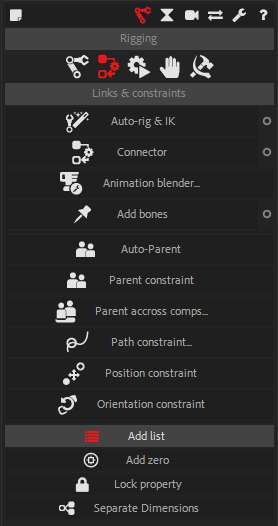 ?
Rigging
Links & constraints
Auto-rig & IK
Connector
Animation blender...
Add bones
Auto-Parent
Parent constraint
Parent accross comps...
Path constraint...
Position constraint
Orientation constraint
Add list
Add zero
Lock property
Separate Dimensions